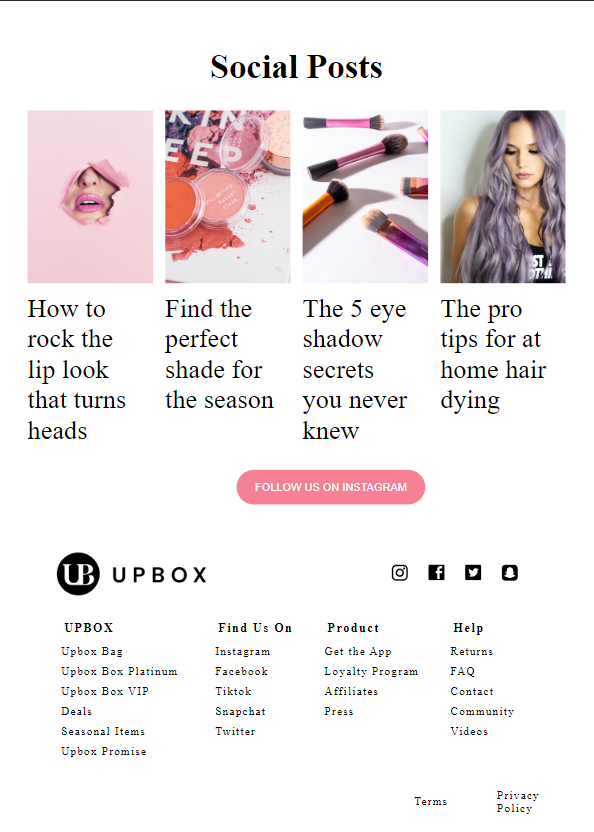 Social Posts
How to
rock the
lip look
that turns
heads
Find the
perfect
shade for
the season
The 5 eye
shadow
secrets
you never
knew
The pro
tips for at
home hair
dying
FOLLOW US ON INSTAGRAM
UB UPBOX
UPBOX
Upbox Bag
Upbox Box Platinum
Upbox Box VIP
Deals
Seasonal Items
Upbox Promise
Find Us On
Instagram
Facebook
Tiktok
Snapchat
Twitter
Product
Get the App
Loyalty Program
Affiliates
Press
Help
Returns
FAQ
Contact
Community
Videos
Terms
Privacy
Policy